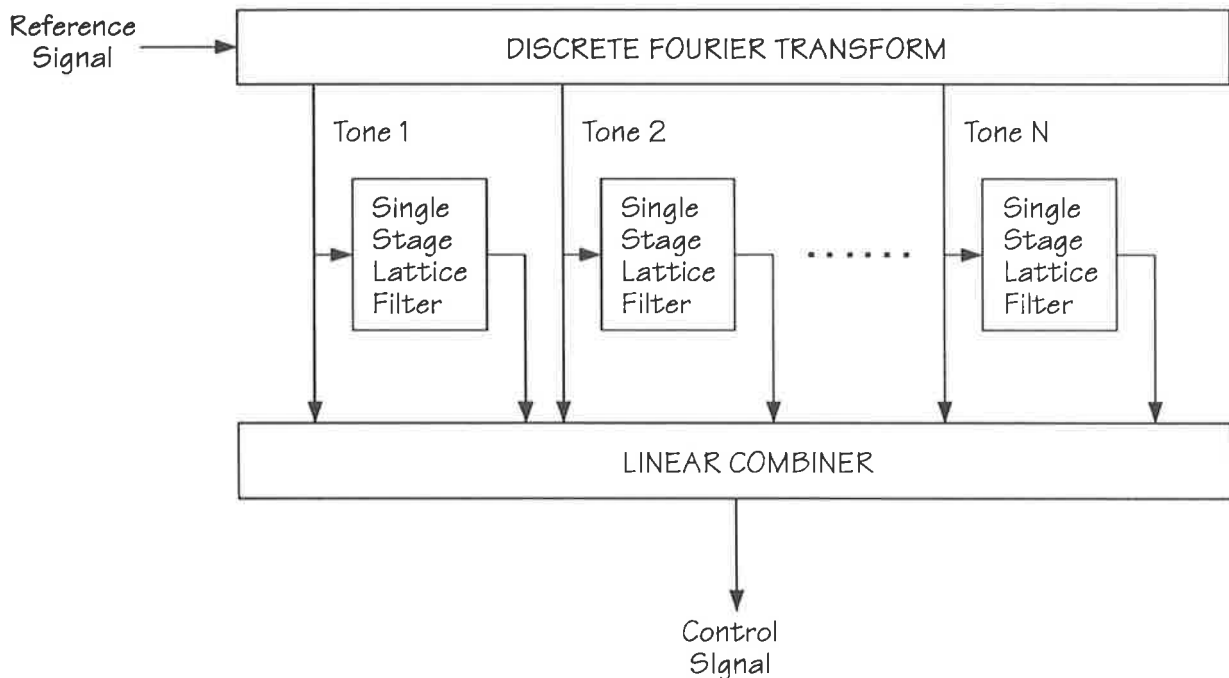 Reference
Signal
DISCRETE FOURIER TRANSFORM
Tone 1
Tone 2
Tone N
Single
Stage
Lattice
Filter
Single
Stage
Lattice
Filter
Single
Stage
Lattice
Filter
LINEAR COMBINER
Control
SIgnal